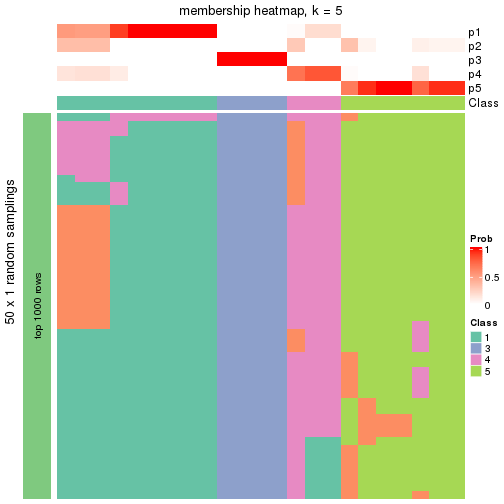 membership heatmap, k = 5
p1
p2
p3
p4
p5
Class
50 x 1 random samplings
top 1000 rows
Prob
1
0.5
0
Class
1
3
4
5